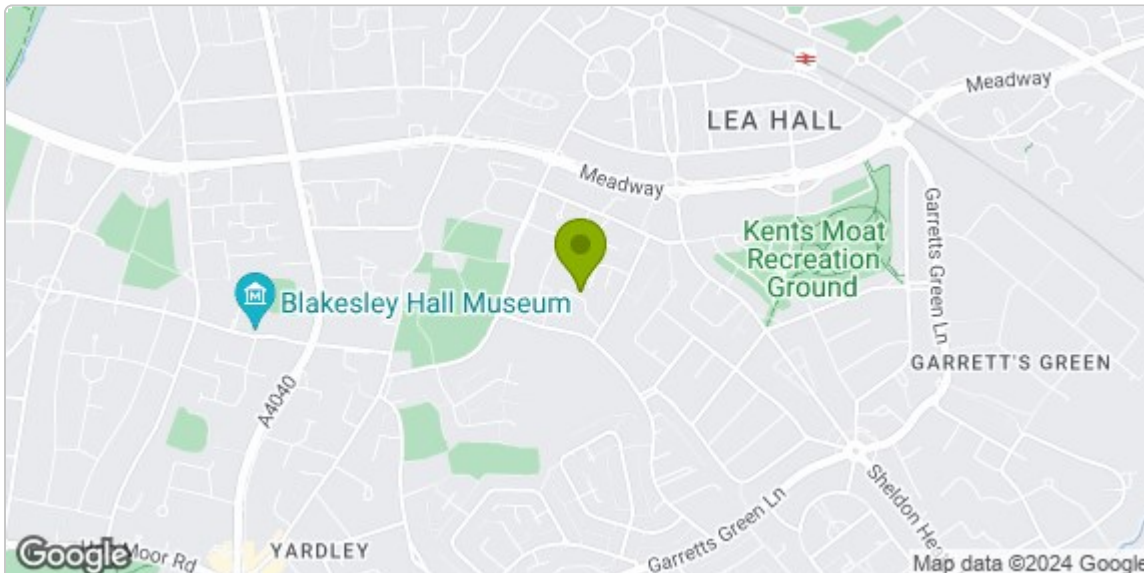 Meadway
LEA HALL
Meadway
Kents Moat
Recreation
Ground
Garretts Green Ln
Blakesley Hall Museum
GARRETT'S GREEN
A4040
Sheldon He
Garretts Green Ln
Moor Rd
YARDLEY
Google
Map data ©2024 Google